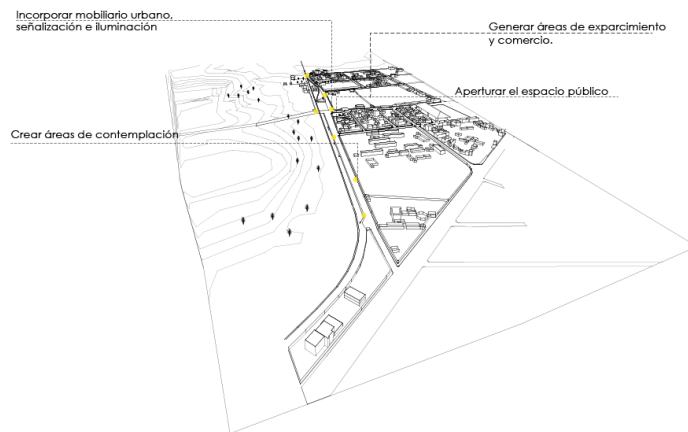 Incorporar mobiliario urbano,
señalización e iluminación
Generar áreas de exparcimiento
y comercio.
Aperturar el espacio público
Crear áreas de contemplación